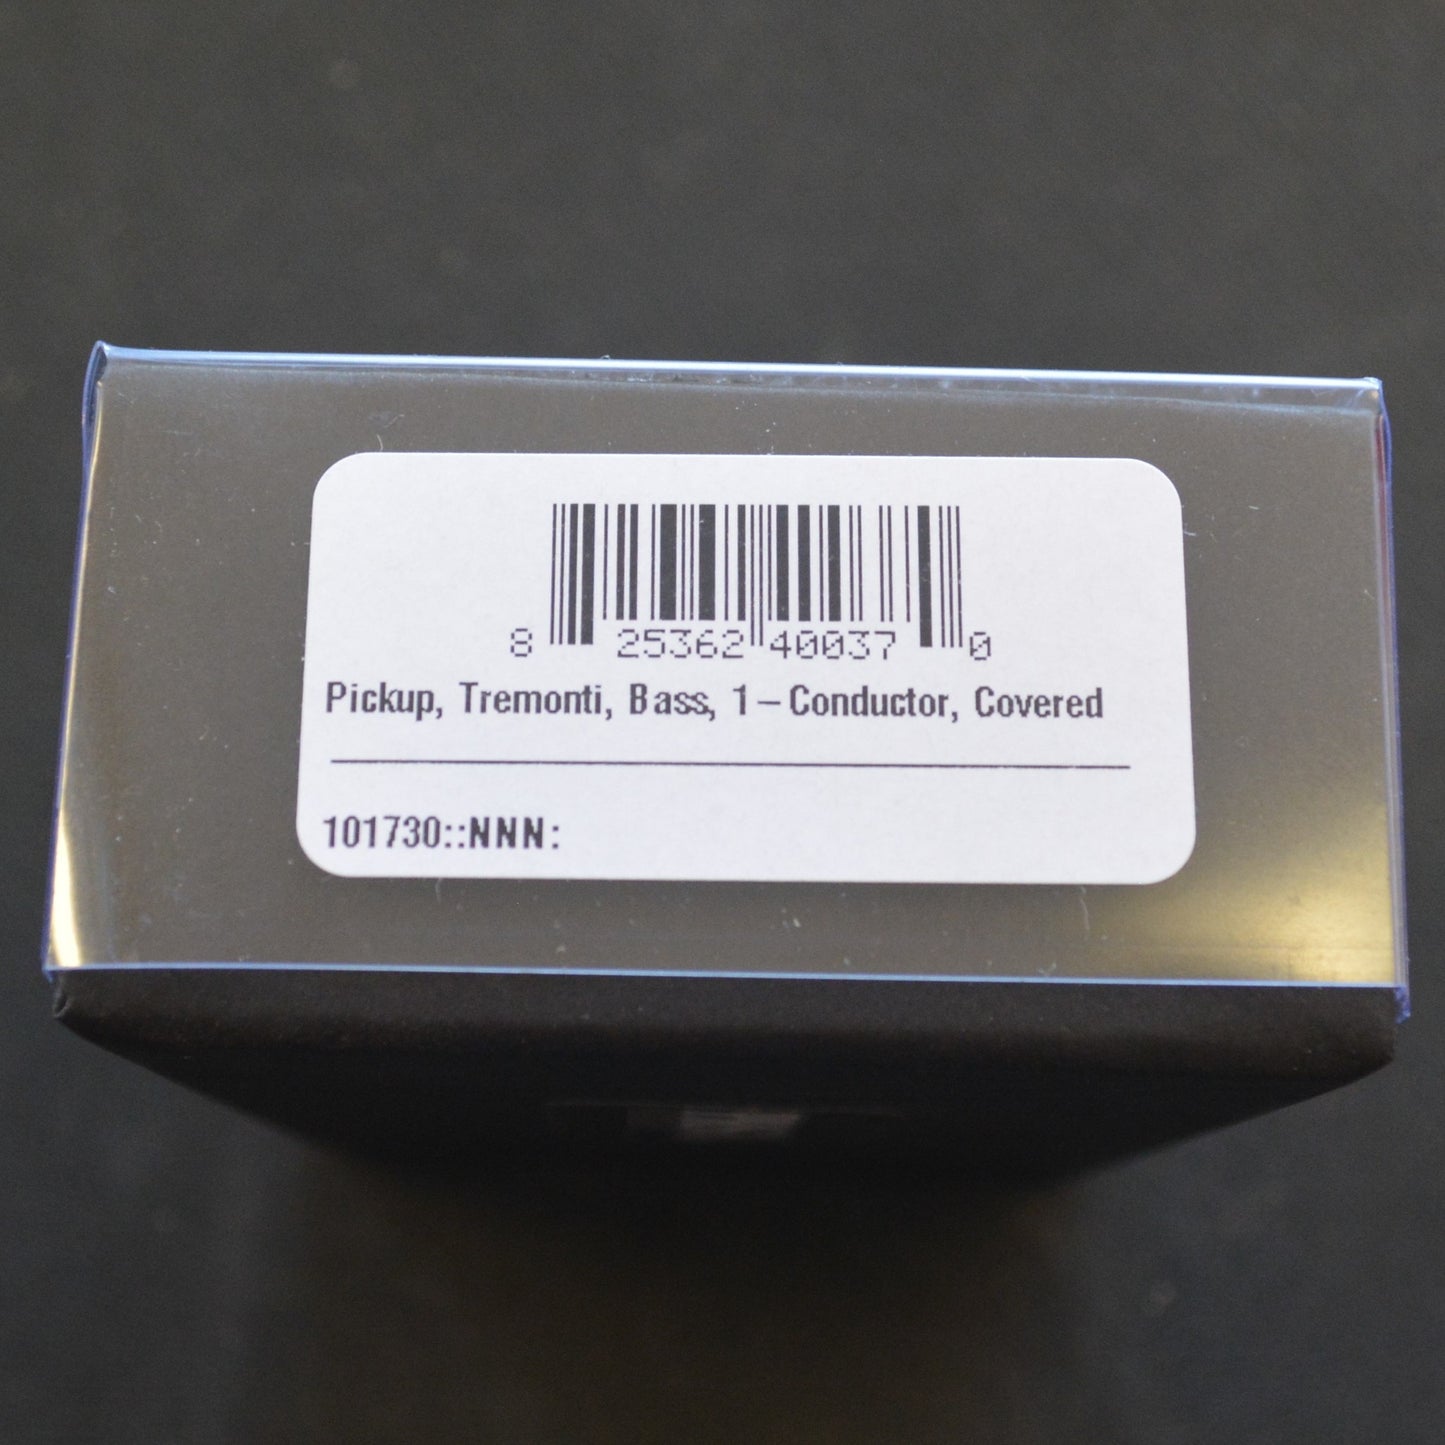 8 25362 40037 0
Pickup, Tremonti, Bass, 1-Conductor, Covered
101730::NNN: